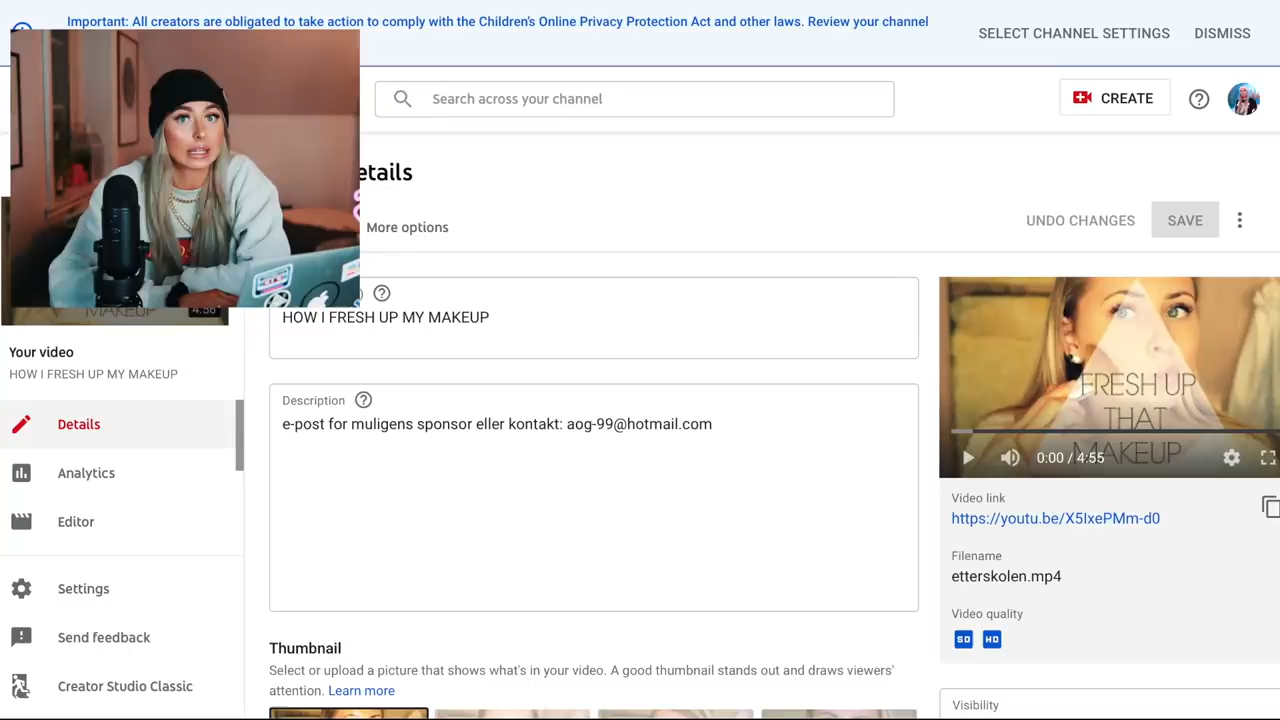 Important: All creators are obligated to take action to comply with the Children's Online Privacy Protection Act and other laws. Review your channel
SELECT CHANNEL SETTINGS
DISMISS
Search across your channel
CREATE
etails
More options
UNDO CHANGES
SAVE
MAKEUP
4:56
HOW I FRESH UP MY MAKEUP
Your video
HOW I FRESH UP MY MAKEUP
Details
Analytics
Editor
Settings
Send feedback
Creator Studio Classic
Description
e-post for muligens sponsor eller kontakt: aog-99@hotmail.com
Thumbnail
Select or upload a picture that shows what's in your video. A good thumbnail stands out and draws viewers'
attention. Learn more
FRESH UP
THAT
MAKEUP
0:00 / 4:55
Video link
https://youtu.be/X5IxePMm-d0
Filename
etterskolen.mp4
Video quality
SD
HD
Visibility